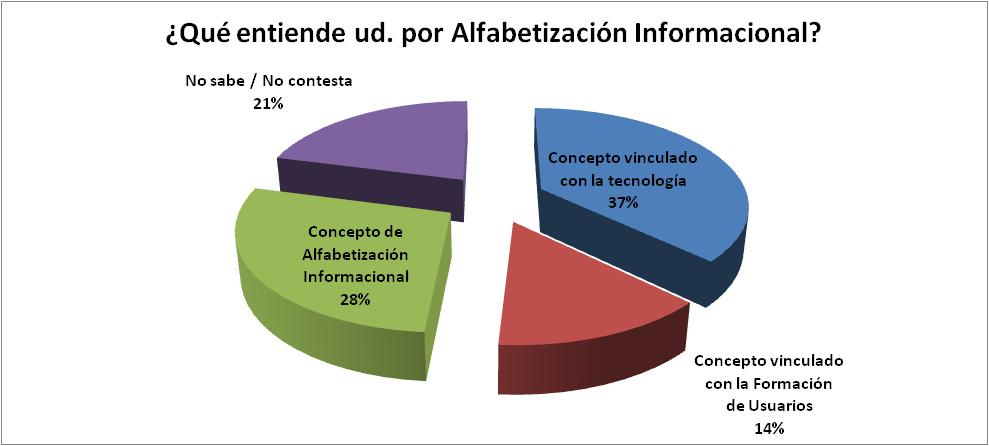 ¿Qué entiende ud. por Alfabetización Informacional?
No sabe / No contesta
21%
Concepto vinculado
con la tecnología
37%
Concepto de
Alfabetización
Informacional
28%
Concepto vinculado
con la Formación
de Usuarios
14%